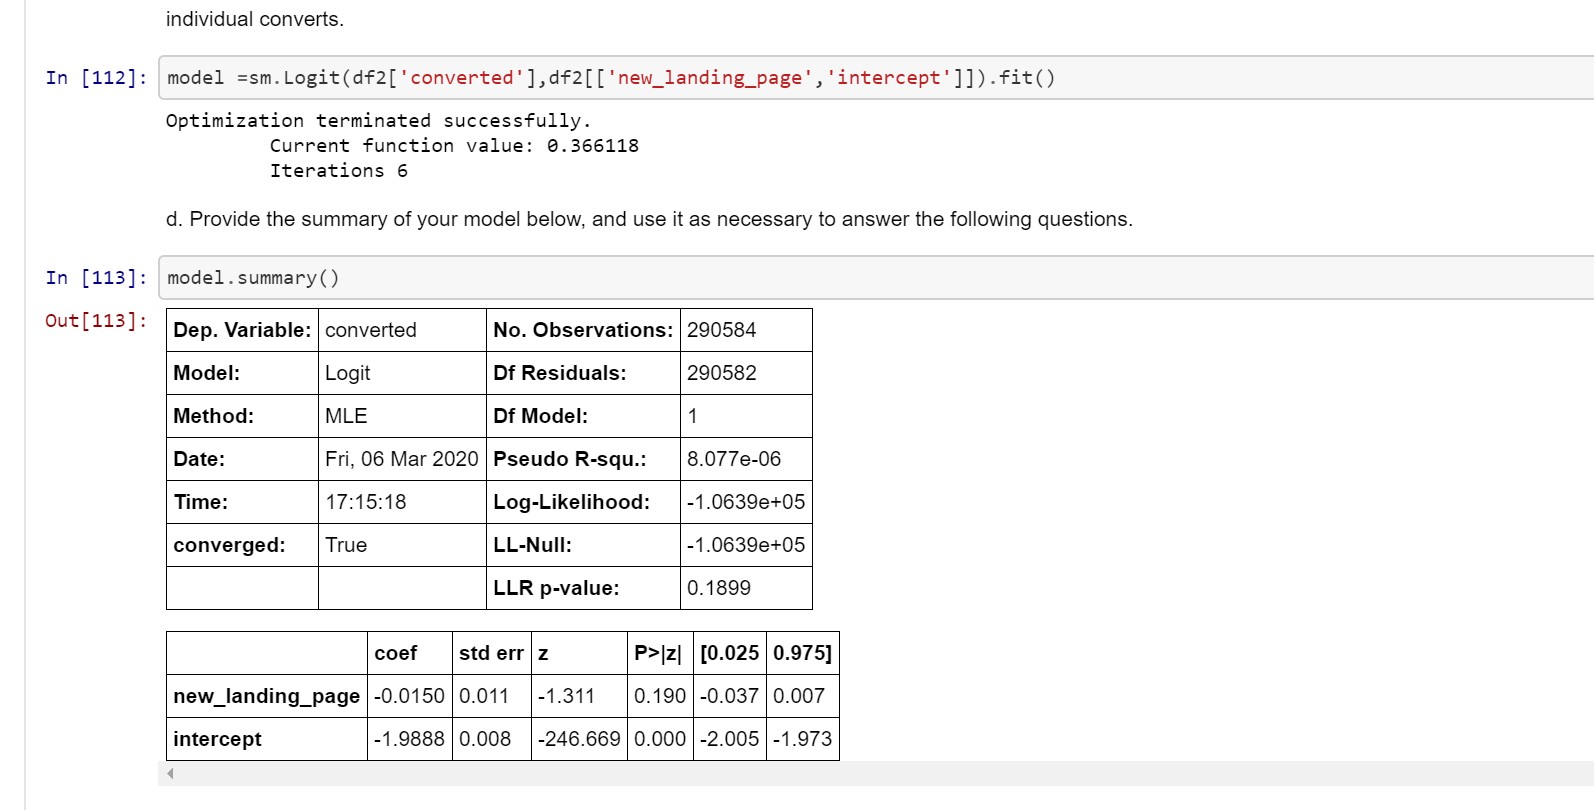 individual converts.
In [112]: model =sm.Logit(df2['converted'],df2[['new_landing_page','intercept']]).fit()
Optimization terminated successfully.
Current function value: 0.366118
Iterations 6
d. Provide the summary of your model below, and use it as necessary to answer the following questions.
In [113]: model.summary()
Out[113]:
Dep. Variable: converted No. Observations: 290584
Model: Logit Df Residuals: 290582
Method: MLE Df Model: 1
Date: Fri, 06 Mar 2020 Pseudo R-squ.: 8.077e-06
Time: 17:15:18 Log-Likelihood: -1.0639e+05
converged: True LL-Null: -1.0639e+05
LLR p-value: 0.1899
coef std err z P>|z| [0.025 0.975]
new_landing_page -0.0150 0.011 -1.311 0.190 -0.037 0.007
intercept -1.9888 0.008 -246.669 0.000 -2.005 -1.973